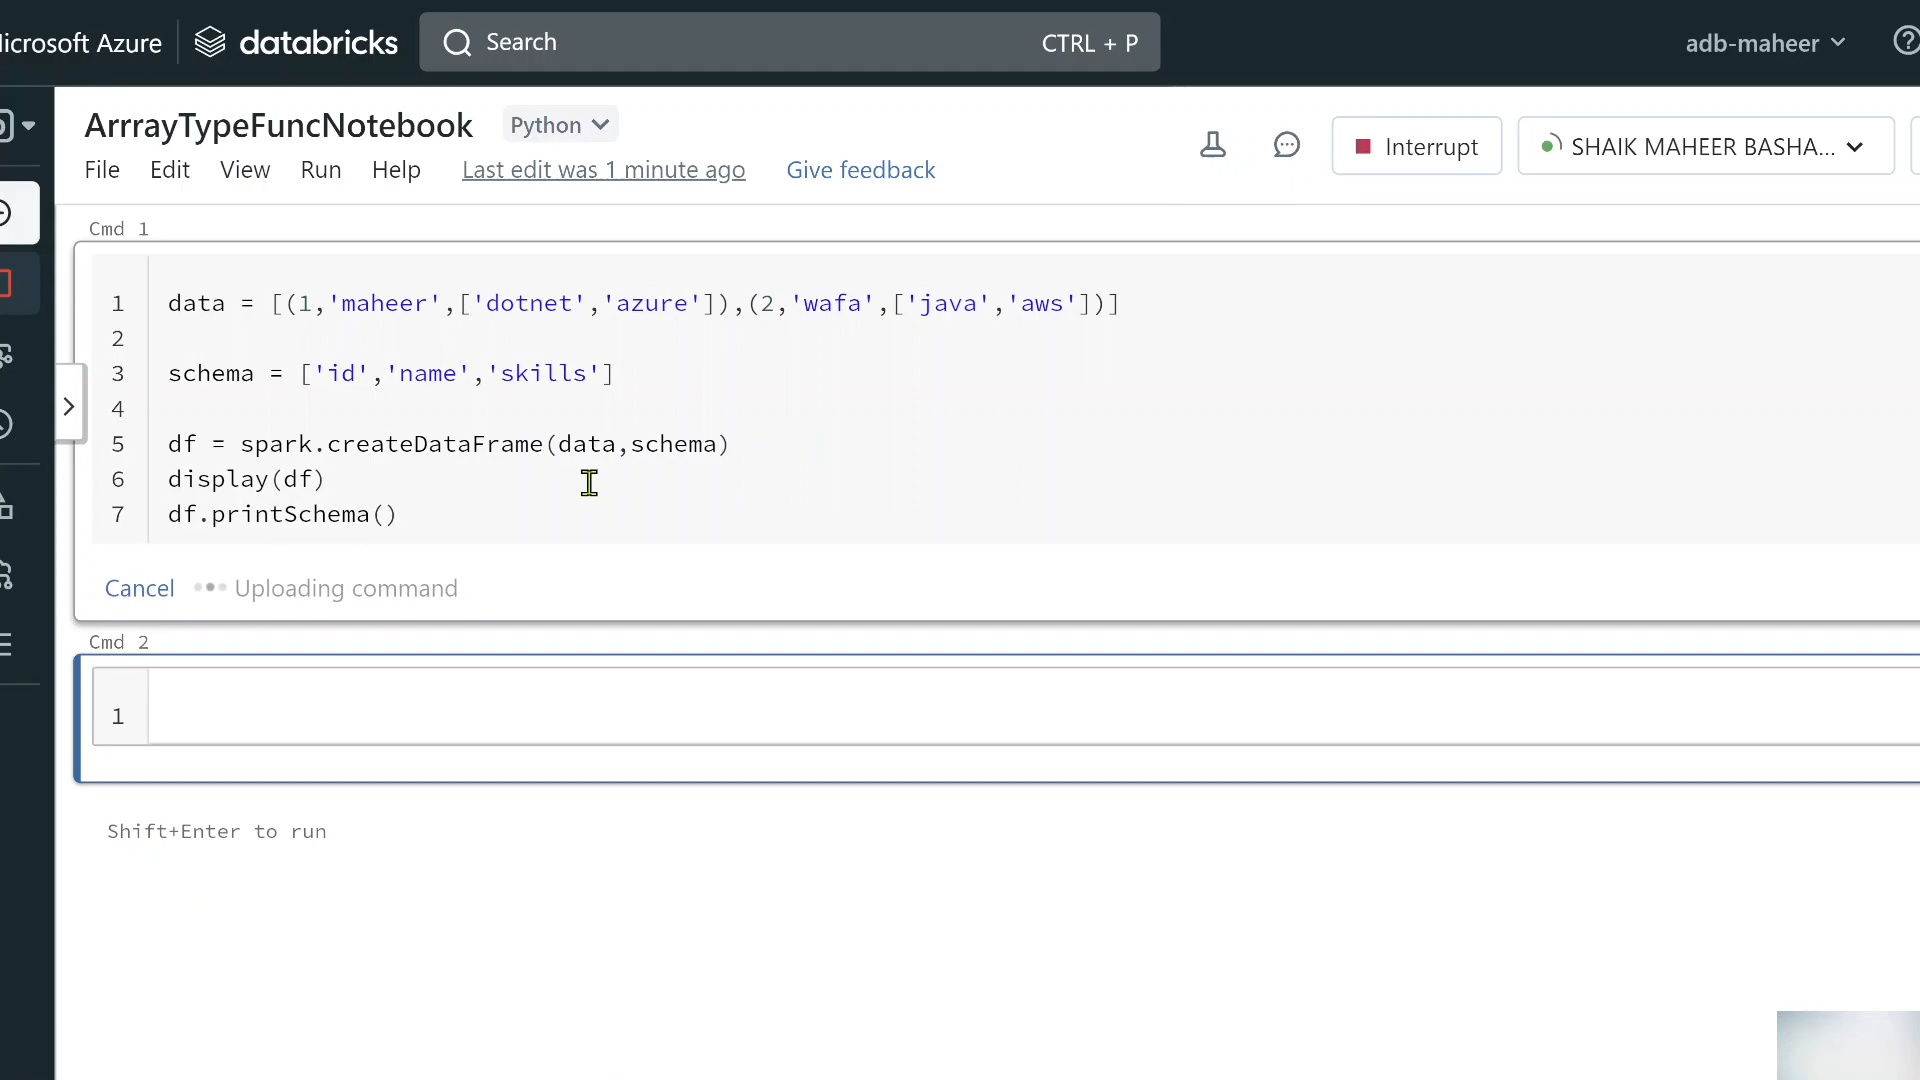 icrosoft Azure databricks Search CTRL + P adb-maheer
ArrrayTypeFuncNotebook Python
File Edit View Run Help Last edit was 1 minute ago Give feedback Interrupt SHAIK MAHEER BASHA...
Cmd 1
1 data = [(1,'maheer',['dotnet','azure']),(2,'wafa',['java','aws'])]
2
3 schema = ['id','name','skills']
4
5 df = spark.createDataFrame(data,schema)
6 display(df)
7 df.printSchema()
Cancel Uploading command
Cmd 2
1
Shift+Enter to run